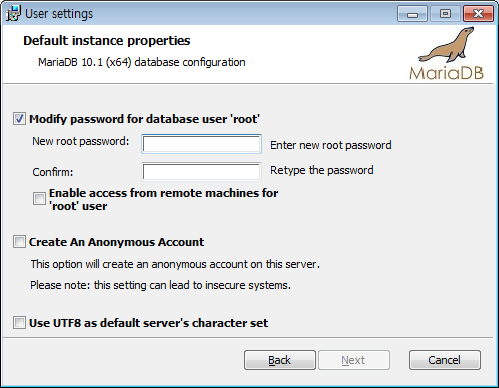 User settings
Default instance properties
MariaDB 10.1 (x64) database configuration
MariaDB
Modify password for database user 'root'
New root password:
Enter new root password
Confirm:
Retype the password
Enable access from remote machines for
'root' user
Create An Anonymous Account
This option will create an anonymous account on this server.
Please note: this setting can lead to insecure systems.
Use UTF8 as default server's character set
Back
Next
Cancel